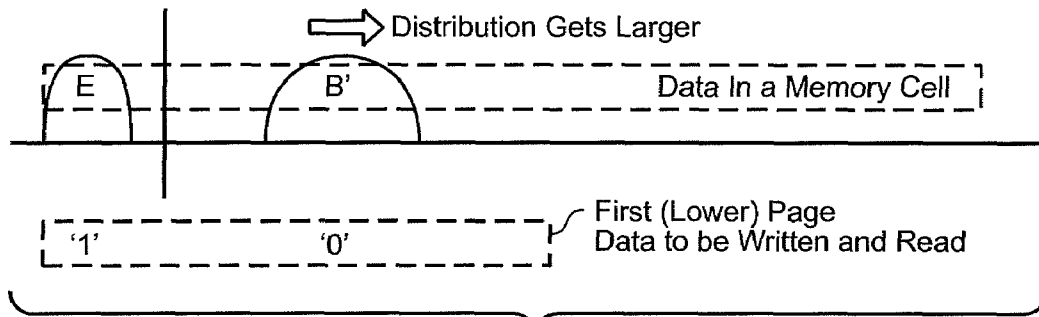 Distribution Gets Larger
E B’ Data In a Memory Cell
First (Lower) Page
‘1’ ‘0’ Data to be Written and Read